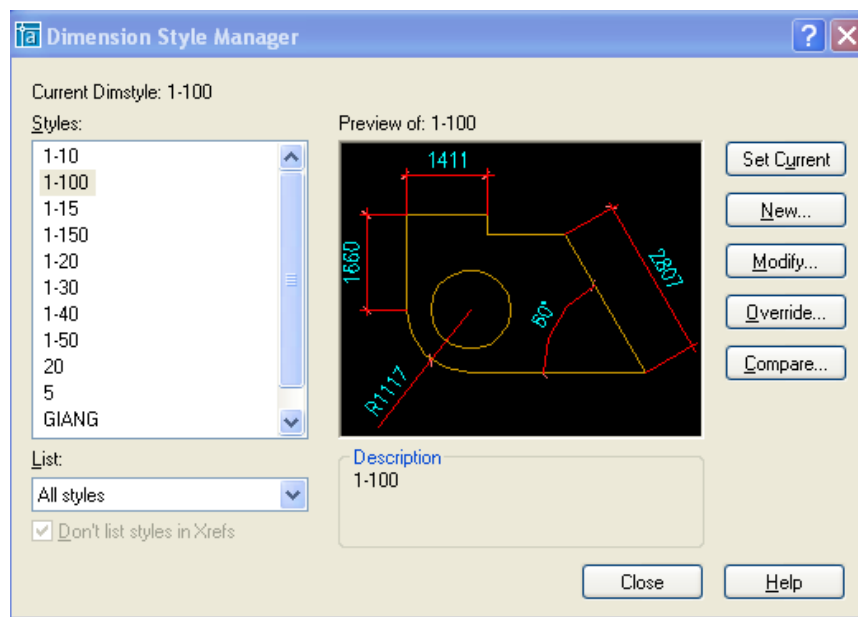 Dimension Style Manager
Current Dimstyle: 1-100
Styles:
1-10
1-100
1-15
1-150
1-20
1-30
1-40
1-50
20
5
GIANG
List:
All styles
Don't list styles in Xrefs
Preview of: 1-100
1411
1660
2807
60°
R1117
Description
1-100
Set Current
New...
Modify...
Override...
Compare...
Close
Help